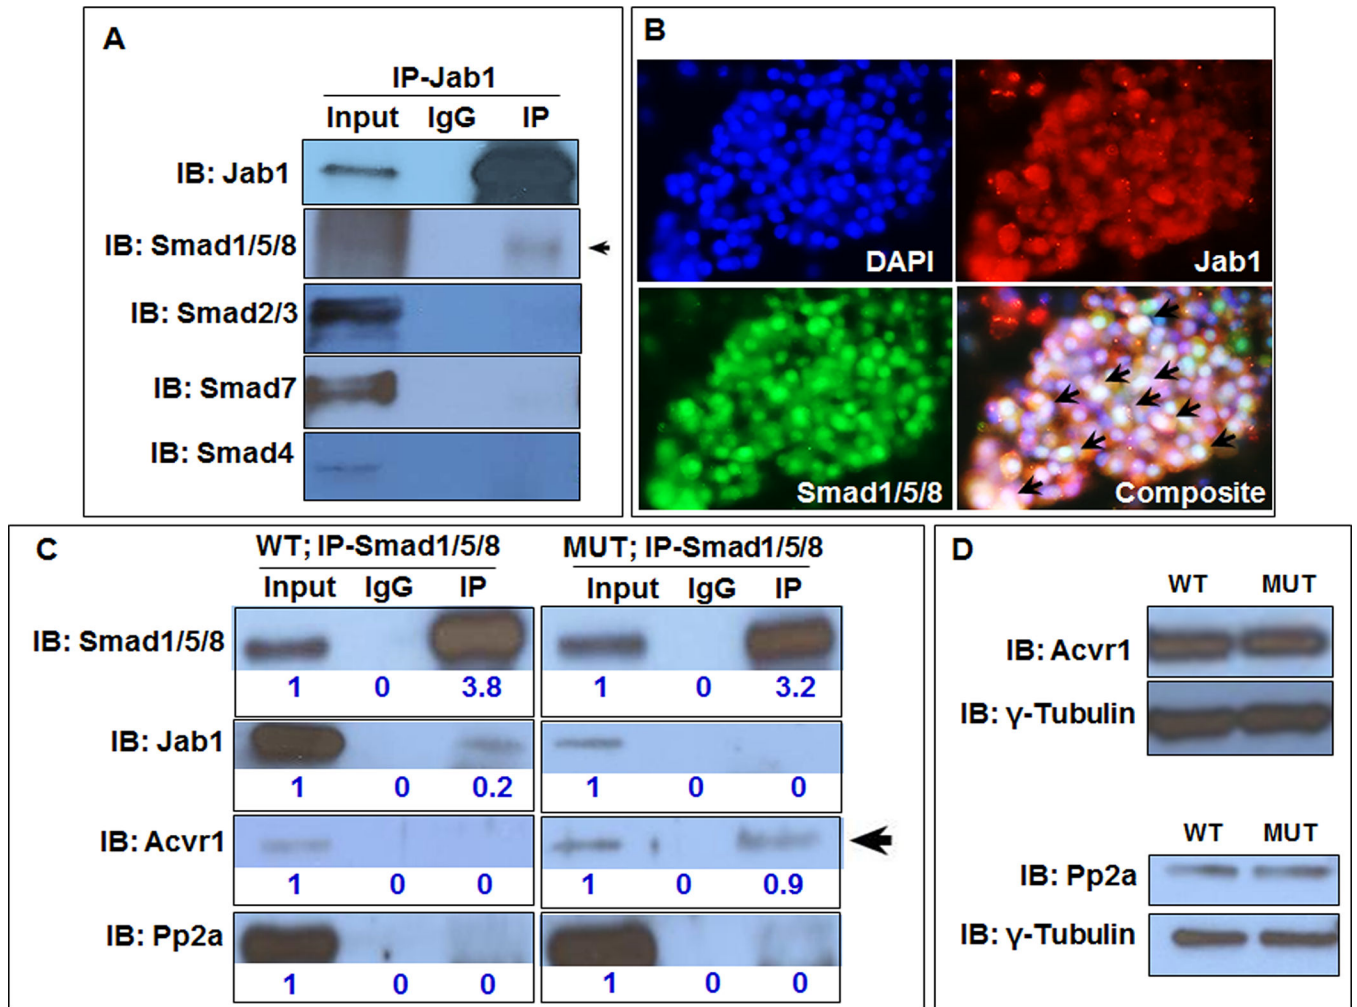 A
IP-Jab1
Input IgG IP
IB: Jab1
IB: Smad1/5/8
IB: Smad2/3
IB: Smad7
IB: Smad4
B
DAPI
Jab1
Smad1/5/8
Composite
C
WT; IP-Smad1/5/8 MUT; IP-Smad1/5/8
Input IgG IP Input IgG IP
IB: Smad1/5/8
1 0 3.8 1 0 3.2
IB: Jab1
1 0 0.2 1 0 0
IB: Acvr1
1 0 0 1 0 0.9
IB: Pp2a
1 0 0 1 0 0
D
WT MUT
IB: Acvr1
IB: γ-Tubulin
WT MUT
IB: Pp2a
IB: γ-Tubulin